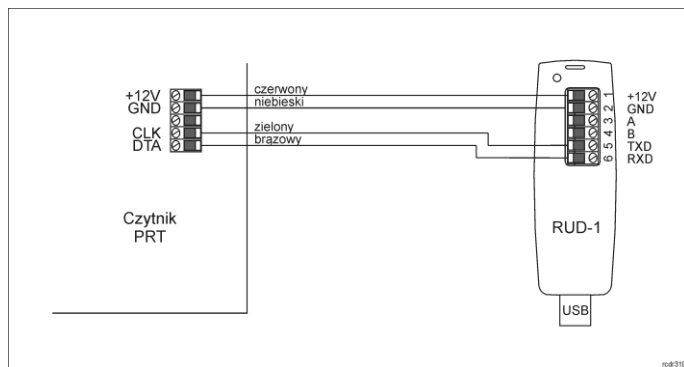 +12V
GND
CLK
DTA
czerwony
niebieski
zielony
brązowy
Czytnik
PRT
1
2
3
4
5
6
+12V
GND
A
B
TXD
RXD
RUD-1
USB